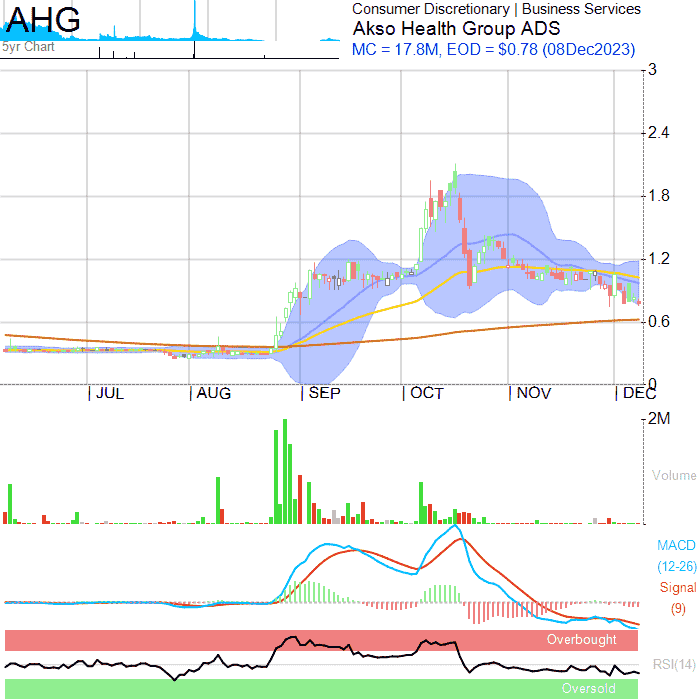 AHG
5yr Chart
Consumer Discretionary | Business Services
Akso Health Group ADS
MC = 17.8M, EOD = $0.78 (08Dec2023)
3
2.4
1.8
1.2
0.6
0
JUL
AUG
SEP
OCT
NOV
DEC
2M
Volume
MACD
(12-26)
Signal
(9)
Overbought
RSI(14)
Oversold